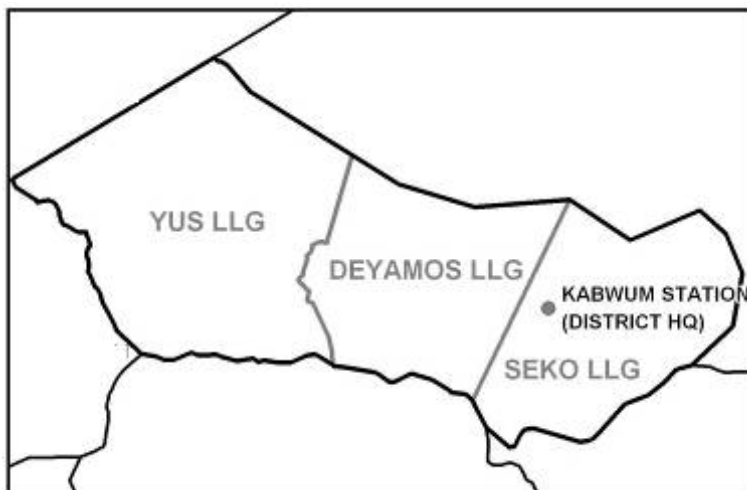 YUS LLG
DEYAMOS LLG
KABWUM STATION
(DISTRICT HQ)
SEKO LLG